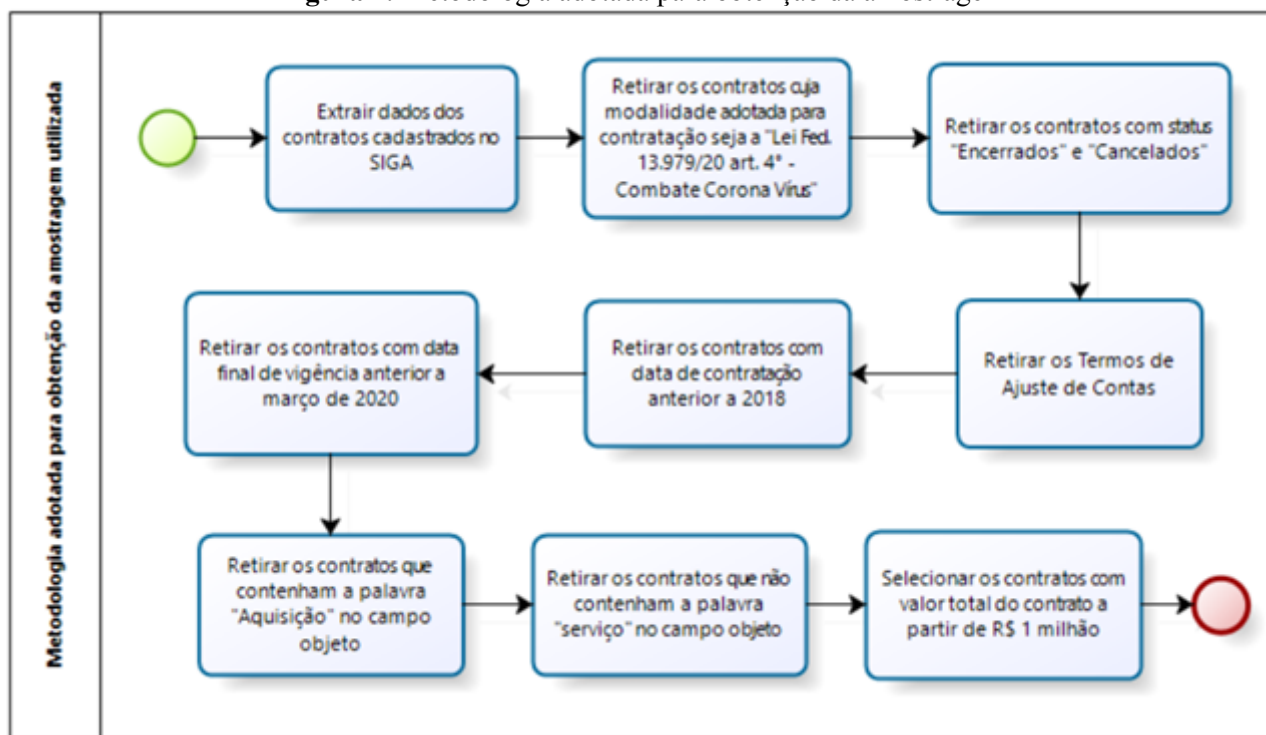 Metodologia adotada para obtenção da amostragem utilizada
Extrair dados dos
contratos cadastrados no
SIGA
Retirar os contratos cuja
modalidade adotada para
contratação seja a "Lei Fed.
13.979/20 art. 4° -
Combate Corona Vírus"
Retirar os contratos com status
"Encerrados" e "Cancelados"
Retirar os Termos de
Ajuste de Contas
Retirar os contratos com
data de contratação
anterior a 2018
Retirar os contratos com data
final de vigência anterior a
março de 2020
Retirar os contratos que
contenham a palavra
"Aquisição" no campo
objeto
Retirar os contratos que não
contenham a palavra
"serviço" no campo objeto
Selecionar os contratos com
valor total do contrato a
partir de R$ 1 milhão